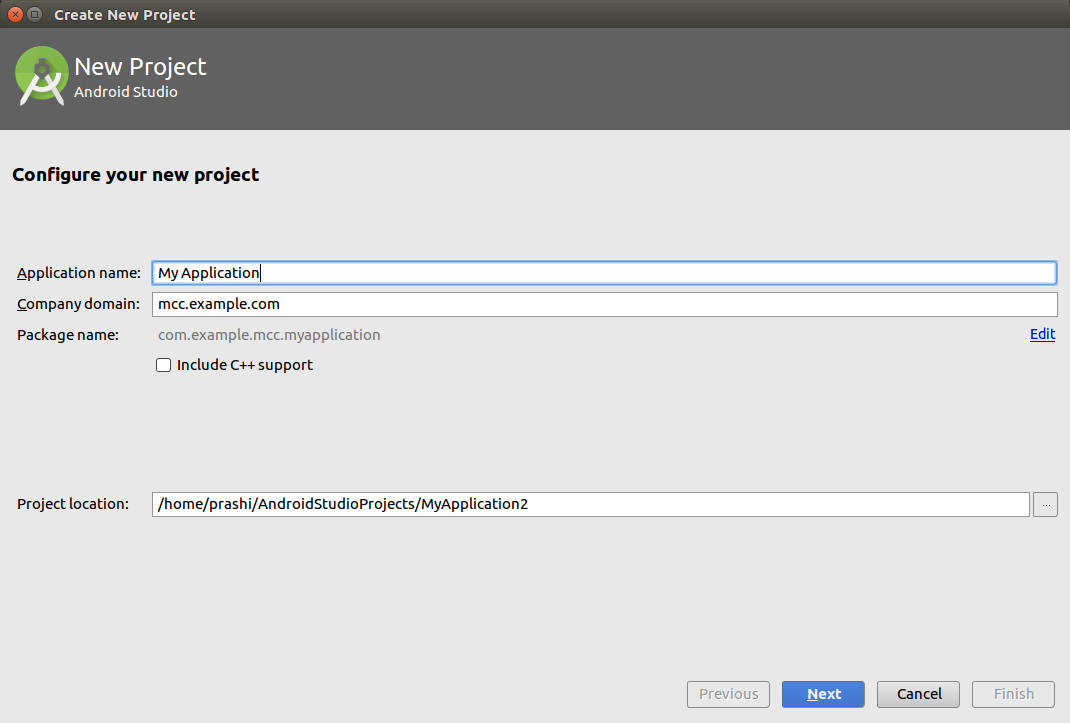 Create New Project
New Project
Android Studio
Configure your new project
Application name: My Application
Company domain: mcc.example.com
Package name: com.example.mcc.myapplication Edit
Include C++ support
Project location: /home/prashi/AndroidStudioProjects/MyApplication2 ...
Previous Next Cancel Finish